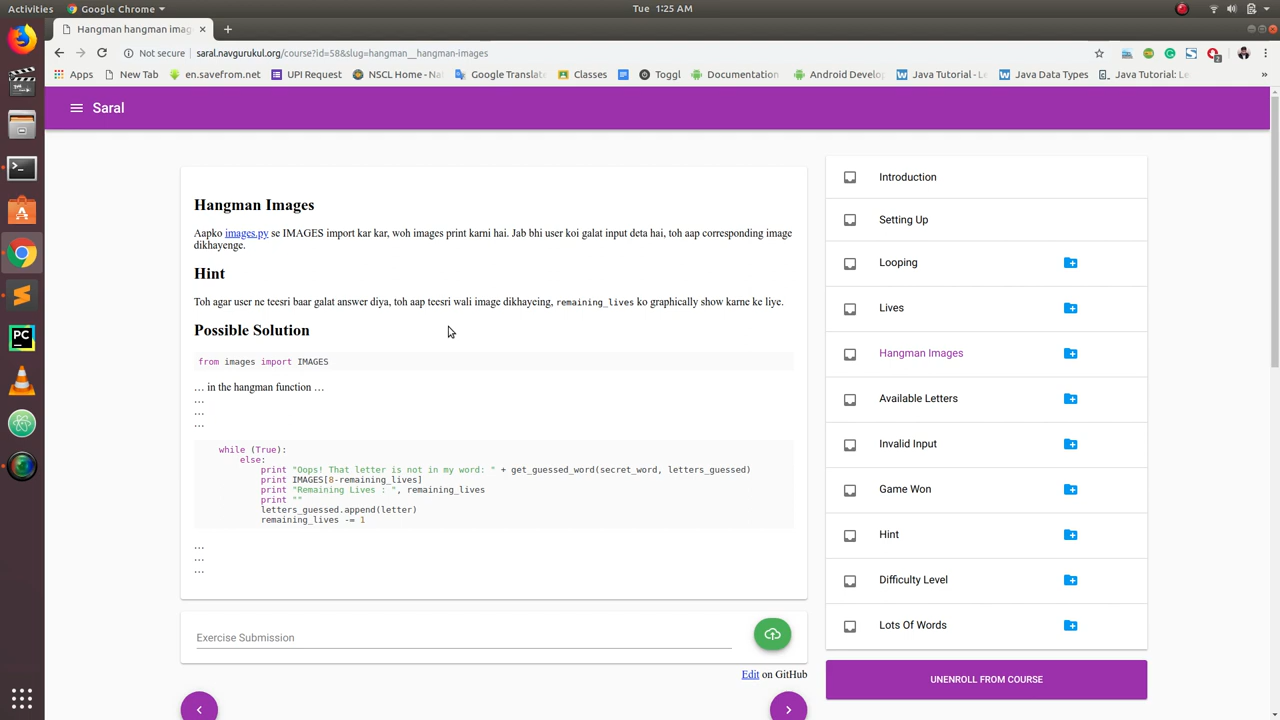 Activities
Google Chrome
Tue 1:25 AM
Hangman hangman imag
Not secure
saral.navgurukul.org/course?id=58&slug=hangman__hangman-images
Apps
New Tab
en.savefrom.net
UPI Request
NSCL Home - Na
Google Translat
Classes
Toggl
Documentation
Android Develop
Java Tutorial - Le
Java Data Types
Java Tutorial: Le
Saral
Hangman Images
Aapko images.py se IMAGES import kar kar, woh images print karni hai. Jab bhi user koi galat input deta hai, toh aap corresponding image
dikhayenge.
Hint
Toh agar user ne teesri baar galat answer diya, toh aap teesri wali image dikhayeing, remaining_lives ko graphically show karne ke liye.
Possible Solution
from images import IMAGES
… in the hangman function …
…
…
…
while (True):
else:
print "Oops! That letter is not in my word: " + get_guessed_word(secret_word, letters_guessed)
print IMAGES[8-remaining_lives]
print "Remaining Lives : ", remaining_lives
print ""
letters_guessed.append(letter)
remaining_lives -= 1
…
…
…
Exercise Submission
Edit on GitHub
Introduction
Setting Up
Looping
Lives
Hangman Images
Available Letters
Invalid Input
Game Won
Hint
Difficulty Level
Lots Of Words
UNENROLL FROM COURSE